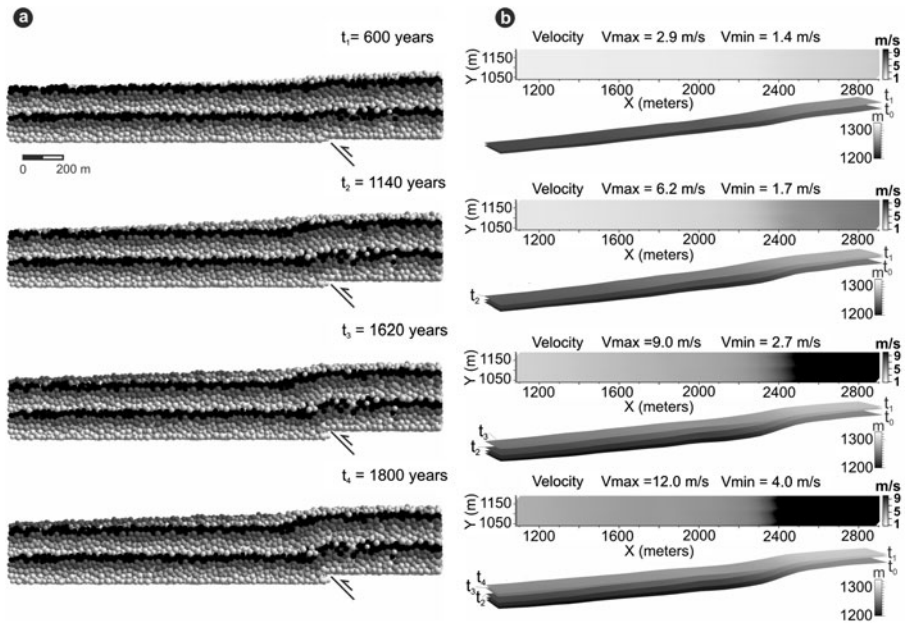 a
t₁= 600 years
0 200 m
t₂ = 1140 years
t₃ = 1620 years
t₄ = 1800 years
b
Velocity Vmax = 2.9 m/s Vmin = 1.4 m/s
m/s
Y (m)
1150
1050
9
5
1
1200 1600 2000 2400 2800
X (meters)
t₁
t₀
m
1300
1200
Velocity Vmax = 6.2 m/s Vmin = 1.7 m/s
m/s
Y (m)
1150
1050
9
5
1
1200 1600 2000 2400 2800
X (meters)
t₁
t₀
t₂
m
1300
1200
Velocity Vmax =9.0 m/s Vmin = 2.7 m/s
m/s
Y (m)
1150
1050
9
5
1
1200 1600 2000 2400 2800
X (meters)
t₁
t₀
t₃
t₂
m
1300
1200
Velocity Vmax =12.0 m/s Vmin = 4.0 m/s
m/s
Y (m)
1150
1050
9
5
1
1200 1600 2000 2400 2800
X (meters)
t₁
t₀
t₄
t₃
t₂
m
1300
1200